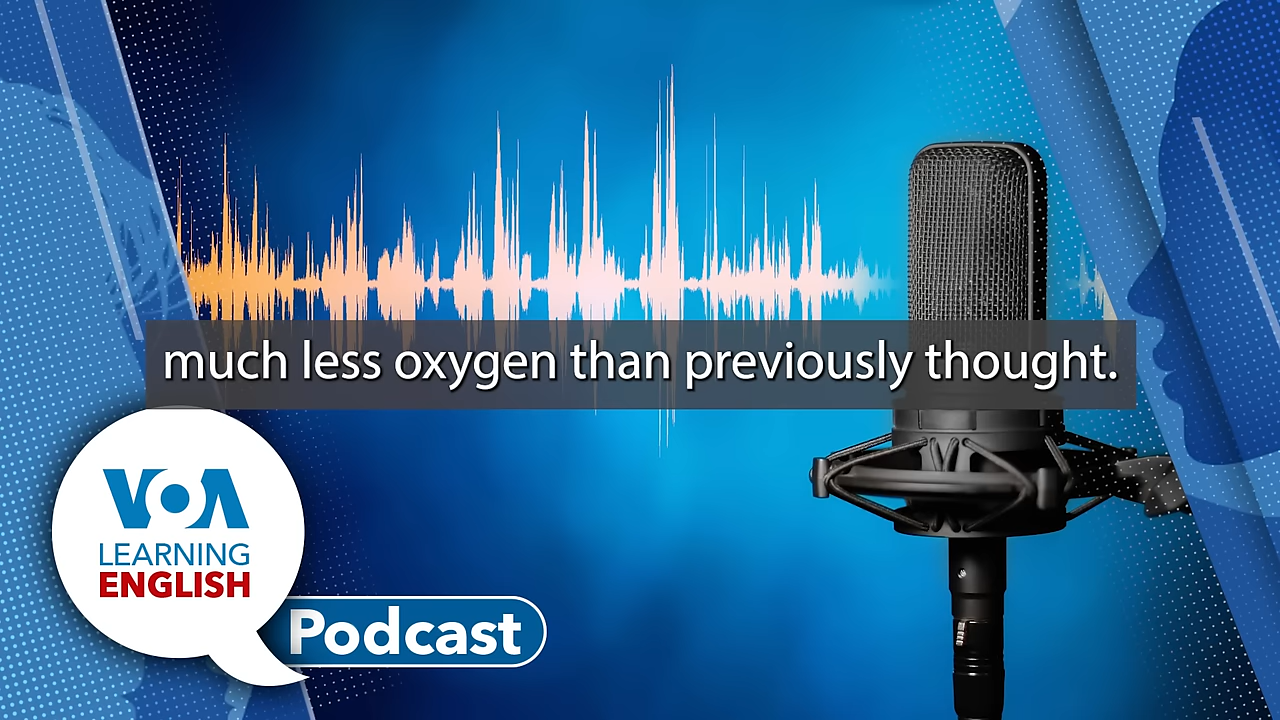 much less oxygen than previously thought.
VOA
LEARNING
ENGLISH
Podcast